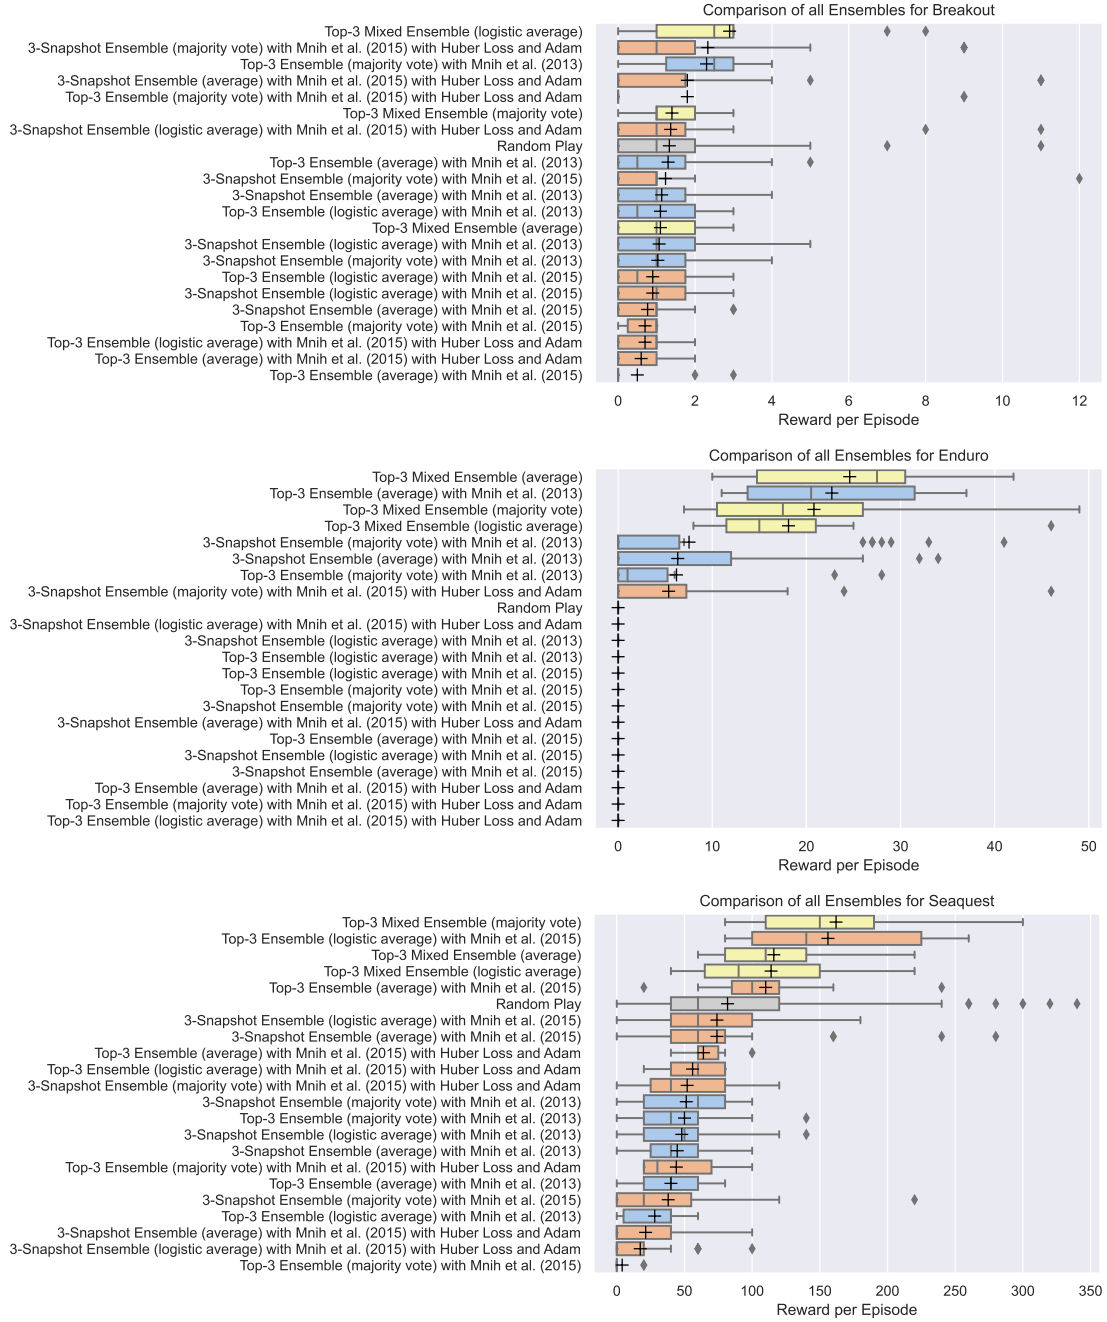 Comparison of all Ensembles for Breakout
Top-3 Mixed Ensemble (logistic average)
3-Snapshot Ensemble (majority vote) with Mnih et al. (2015) with Huber Loss and Adam
Top-3 Ensemble (majority vote) with Mnih et al. (2013)
3-Snapshot Ensemble (average) with Mnih et al. (2015) with Huber Loss and Adam
Top-3 Ensemble (majority vote) with Mnih et al. (2015) with Huber Loss and Adam
Top-3 Mixed Ensemble (majority vote)
3-Snapshot Ensemble (logistic average) with Mnih et al. (2015) with Huber Loss and Adam
Random Play
Top-3 Ensemble (average) with Mnih et al. (2013)
3-Snapshot Ensemble (majority vote) with Mnih et al. (2015)
3-Snapshot Ensemble (average) with Mnih et al. (2013)
Top-3 Ensemble (logistic average) with Mnih et al. (2013)
Top-3 Mixed Ensemble (average)
3-Snapshot Ensemble (logistic average) with Mnih et al. (2013)
3-Snapshot Ensemble (majority vote) with Mnih et al. (2013)
Top-3 Ensemble (logistic average) with Mnih et al. (2015)
3-Snapshot Ensemble (logistic average) with Mnih et al. (2015)
3-Snapshot Ensemble (average) with Mnih et al. (2015)
Top-3 Ensemble (majority vote) with Mnih et al. (2015)
Top-3 Ensemble (logistic average) with Mnih et al. (2015) with Huber Loss and Adam
Top-3 Ensemble (average) with Mnih et al. (2015) with Huber Loss and Adam
Top-3 Ensemble (average) with Mnih et al. (2015)
0 2 4 6 8 10 12
Reward per Episode
Comparison of all Ensembles for Enduro
Top-3 Mixed Ensemble (average)
Top-3 Ensemble (average) with Mnih et al. (2013)
Top-3 Mixed Ensemble (majority vote)
Top-3 Mixed Ensemble (logistic average)
3-Snapshot Ensemble (majority vote) with Mnih et al. (2013)
3-Snapshot Ensemble (average) with Mnih et al. (2013)
Top-3 Ensemble (majority vote) with Mnih et al. (2013)
3-Snapshot Ensemble (majority vote) with Mnih et al. (2015) with Huber Loss and Adam
Random Play
3-Snapshot Ensemble (logistic average) with Mnih et al. (2015) with Huber Loss and Adam
3-Snapshot Ensemble (logistic average) with Mnih et al. (2013)
Top-3 Ensemble (logistic average) with Mnih et al. (2013)
Top-3 Ensemble (logistic average) with Mnih et al. (2015)
Top-3 Ensemble (majority vote) with Mnih et al. (2015)
3-Snapshot Ensemble (majority vote) with Mnih et al. (2015)
3-Snapshot Ensemble (average) with Mnih et al. (2015) with Huber Loss and Adam
Top-3 Ensemble (average) with Mnih et al. (2015)
3-Snapshot Ensemble (logistic average) with Mnih et al. (2015)
3-Snapshot Ensemble (average) with Mnih et al. (2015)
Top-3 Ensemble (average) with Mnih et al. (2015) with Huber Loss and Adam
Top-3 Ensemble (majority vote) with Mnih et al. (2015) with Huber Loss and Adam
Top-3 Ensemble (logistic average) with Mnih et al. (2015) with Huber Loss and Adam
0 10 20 30 40 50
Reward per Episode
Comparison of all Ensembles for Seaquest
Top-3 Mixed Ensemble (majority vote)
Top-3 Ensemble (logistic average) with Mnih et al. (2015)
Top-3 Mixed Ensemble (average)
Top-3 Mixed Ensemble (logistic average)
Top-3 Ensemble (average) with Mnih et al. (2015)
Random Play
3-Snapshot Ensemble (logistic average) with Mnih et al. (2015)
3-Snapshot Ensemble (average) with Mnih et al. (2015)
Top-3 Ensemble (average) with Mnih et al. (2015) with Huber Loss and Adam
Top-3 Ensemble (logistic average) with Mnih et al. (2015) with Huber Loss and Adam
3-Snapshot Ensemble (majority vote) with Mnih et al. (2015) with Huber Loss and Adam
3-Snapshot Ensemble (majority vote) with Mnih et al. (2013)
Top-3 Ensemble (majority vote) with Mnih et al. (2013)
3-Snapshot Ensemble (logistic average) with Mnih et al. (2013)
3-Snapshot Ensemble (average) with Mnih et al. (2013)
Top-3 Ensemble (majority vote) with Mnih et al. (2015) with Huber Loss and Adam
Top-3 Ensemble (average) with Mnih et al. (2013)
3-Snapshot Ensemble (majority vote) with Mnih et al. (2015)
Top-3 Ensemble (logistic average) with Mnih et al. (2013)
3-Snapshot Ensemble (average) with Mnih et al. (2015) with Huber Loss and Adam
3-Snapshot Ensemble (logistic average) with Mnih et al. (2015) with Huber Loss and Adam
Top-3 Ensemble (majority vote) with Mnih et al. (2015)
0 50 100 150 200 250 300 350
Reward per Episode